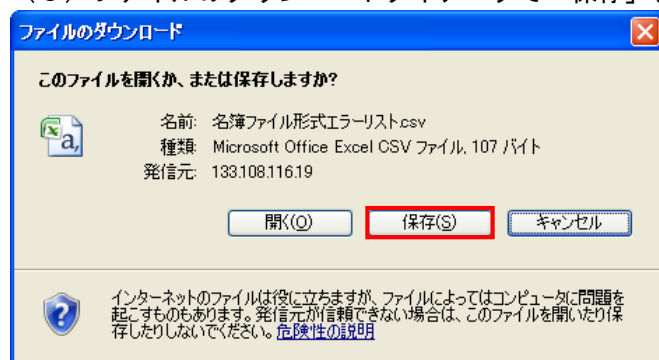 ファイルのダウンロード
このファイルを開くか、または保存しますか?
名前: 名簿ファイル形式エラーリスト.csv
種類: Microsoft Office Excel CSV ファイル, 107 バイト
発信元: 133.108.116.19
開く(O) 保存(S) キャンセル
インターネットのファイルは役に立ちますが、ファイルによってはコンピュータに問題を
起こすものもあります。発信元が信頼できない場合は、このファイルを開いたり保
存したりしないでください。危険性の説明